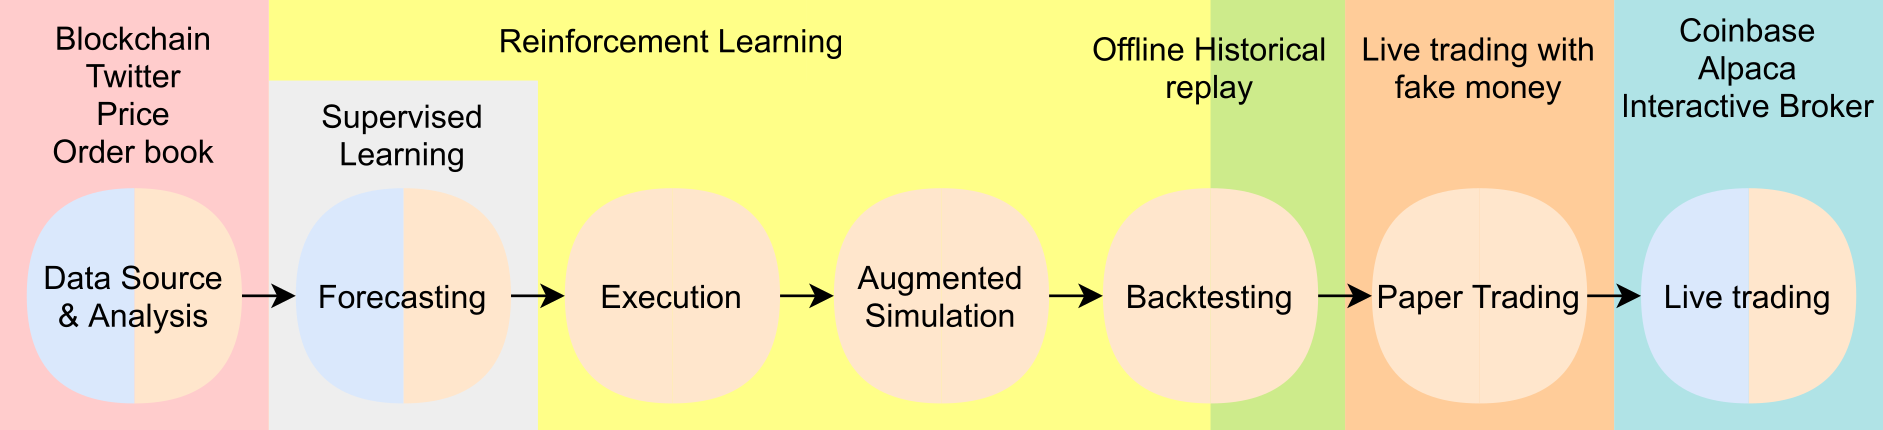 Blockchain
Twitter
Price
Order book
Reinforcement Learning
Supervised
Learning
Offline Historical
replay
Live trading with
fake money
Coinbase
Alpaca
Interactive Broker
Data Source
& Analysis
Forecasting
Execution
Augmented
Simulation
Backtesting
Paper Trading
Live trading